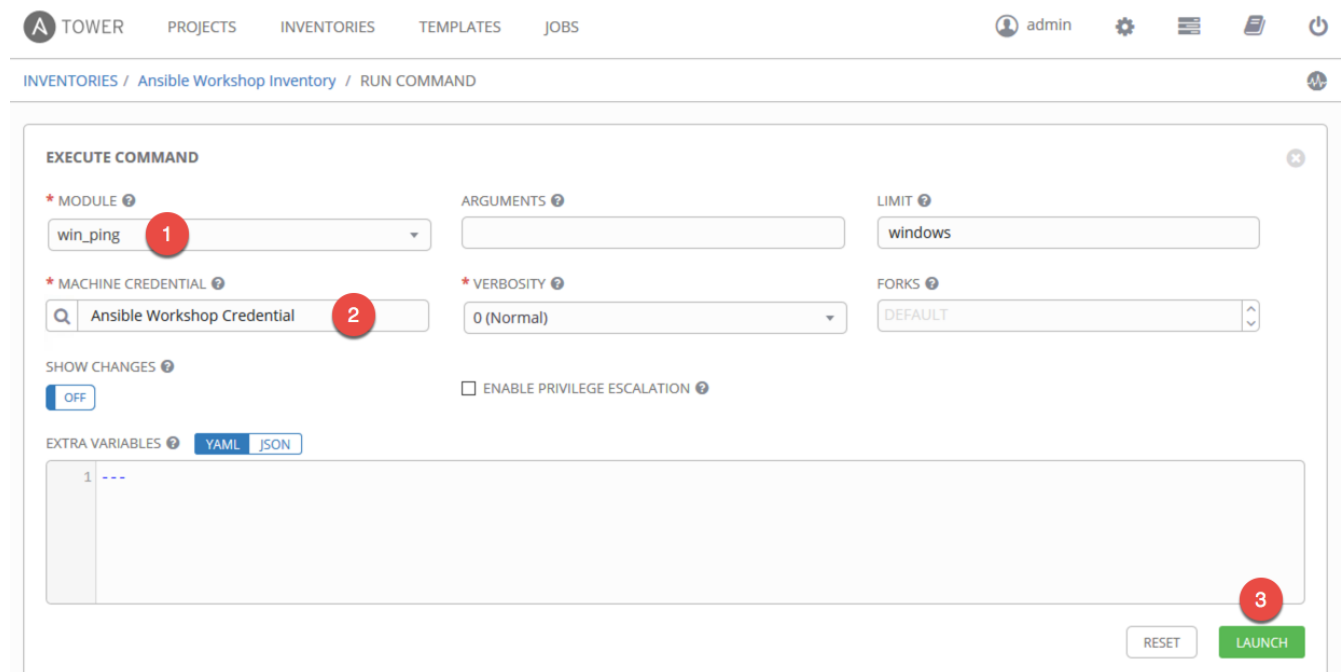 A TOWER PROJECTS INVENTORIES TEMPLATES JOBS admin
INVENTORIES / Ansible Workshop Inventory / RUN COMMAND
EXECUTE COMMAND
* MODULE ? ARGUMENTS ? LIMIT ?
win_ping 1 windows
* MACHINE CREDENTIAL ? * VERBOSITY ? FORKS ?
Ansible Workshop Credential 2 0 (Normal) DEFAULT
SHOW CHANGES ?
OFF ENABLE PRIVILEGE ESCALATION ?
EXTRA VARIABLES ? YAML JSON
1 ---
3
RESET LAUNCH